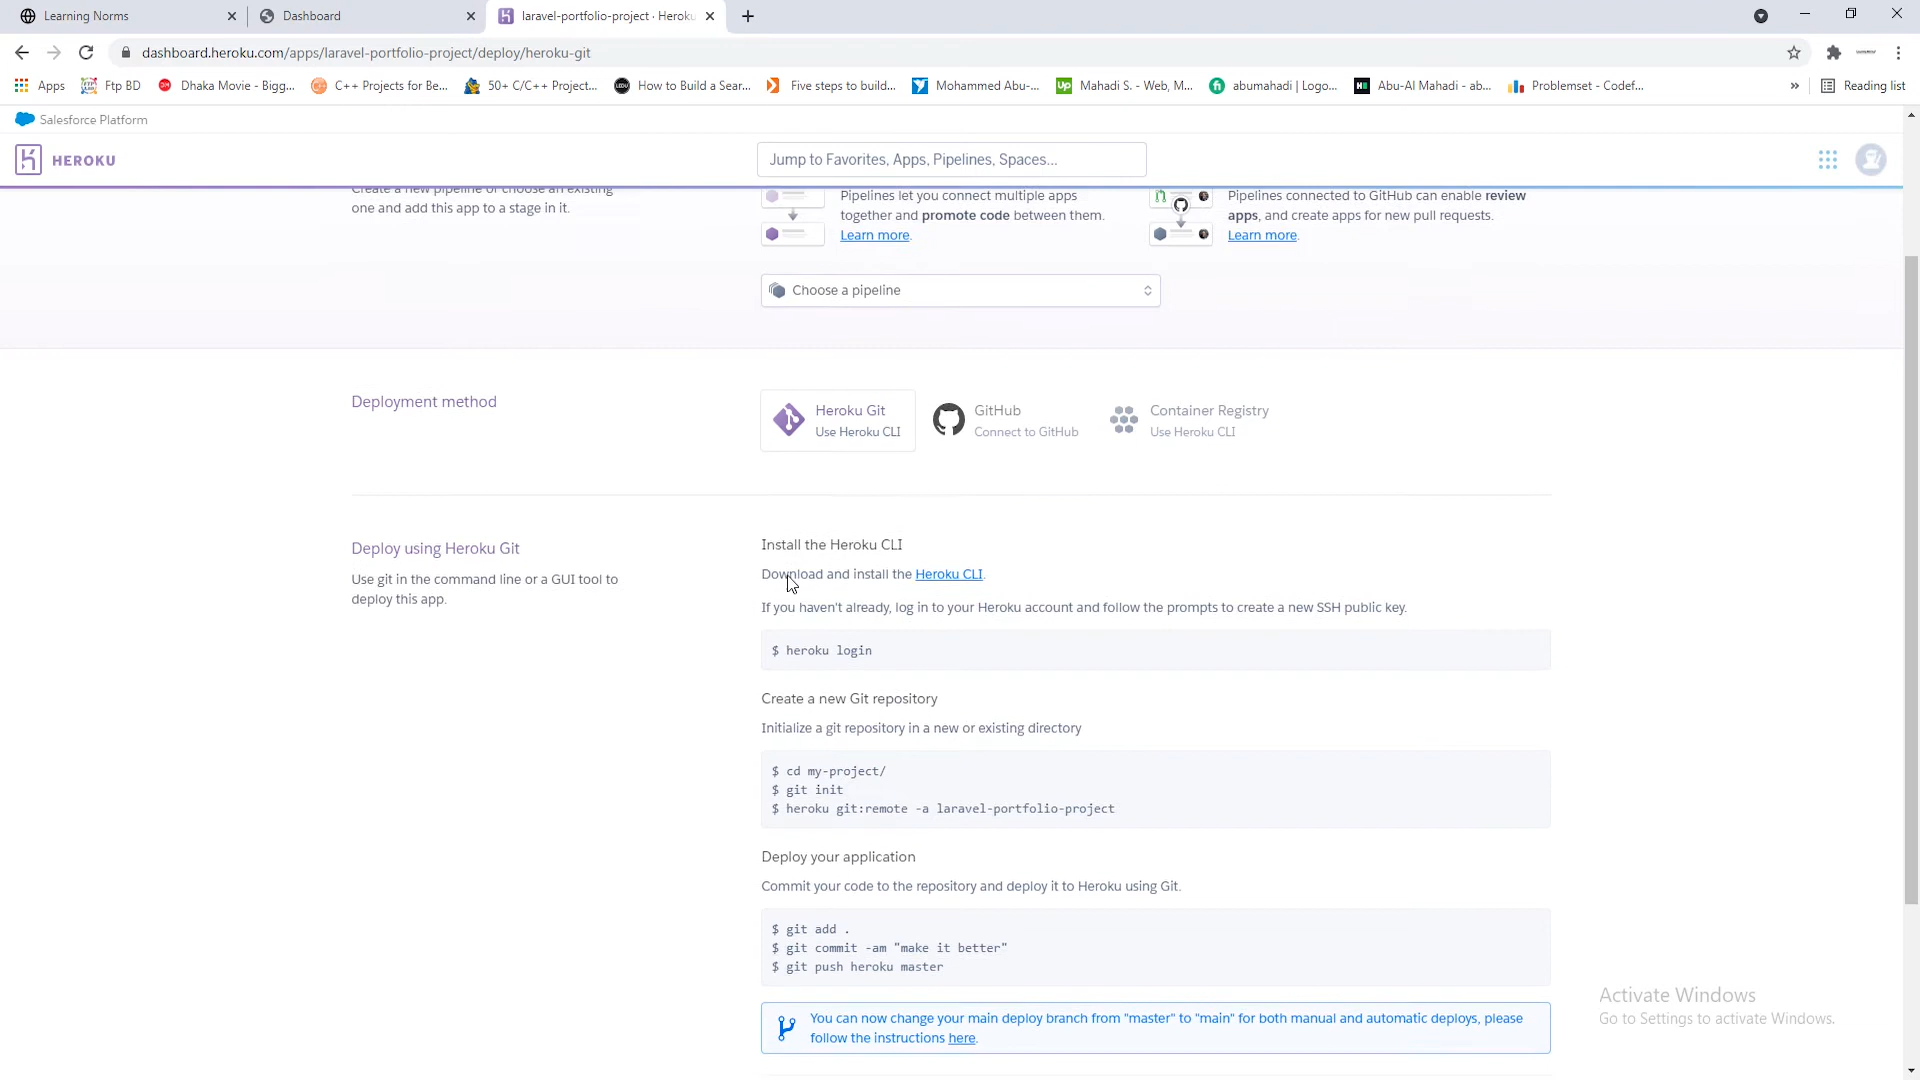 Learning Norms
Dashboard
laravel-portfolio-project · Heroku
dashboard.heroku.com/apps/laravel-portfolio-project/deploy/heroku-git
Apps
Ftp BD
Dhaka Movie - Bigg...
C++ Projects for Be...
50+ C/C++ Project...
How to Build a Sear...
Five steps to build...
Mohammed Abu-...
Mahadi S. - Web, M...
abumahadi | Logo...
Abu-Al Mahadi - ab...
Problemset - Codef...
»
Reading list
Salesforce Platform
HEROKU
Jump to Favorites, Apps, Pipelines, Spaces...
Create a new pipeline or choose an existing
one and add this app to a stage in it.
Pipelines let you connect multiple apps
together and promote code between them.
Learn more.
Pipelines connected to GitHub can enable review
apps, and create apps for new pull requests.
Learn more.
Choose a pipeline
Deployment method
Heroku Git
Use Heroku CLI
GitHub
Connect to GitHub
Container Registry
Use Heroku CLI
Deploy using Heroku Git
Use git in the command line or a GUI tool to
deploy this app.
Install the Heroku CLI
Download and install the Heroku CLI.
If you haven't already, log in to your Heroku account and follow the prompts to create a new SSH public key.
$ heroku login
Create a new Git repository
Initialize a git repository in a new or existing directory
$ cd my-project/
$ git init
$ heroku git:remote -a laravel-portfolio-project
Deploy your application
Commit your code to the repository and deploy it to Heroku using Git.
$ git add .
$ git commit -am "make it better"
$ git push heroku master
You can now change your main deploy branch from "master" to "main" for both manual and automatic deploys, please
follow the instructions here.
Activate Windows
Go to Settings to activate Windows.